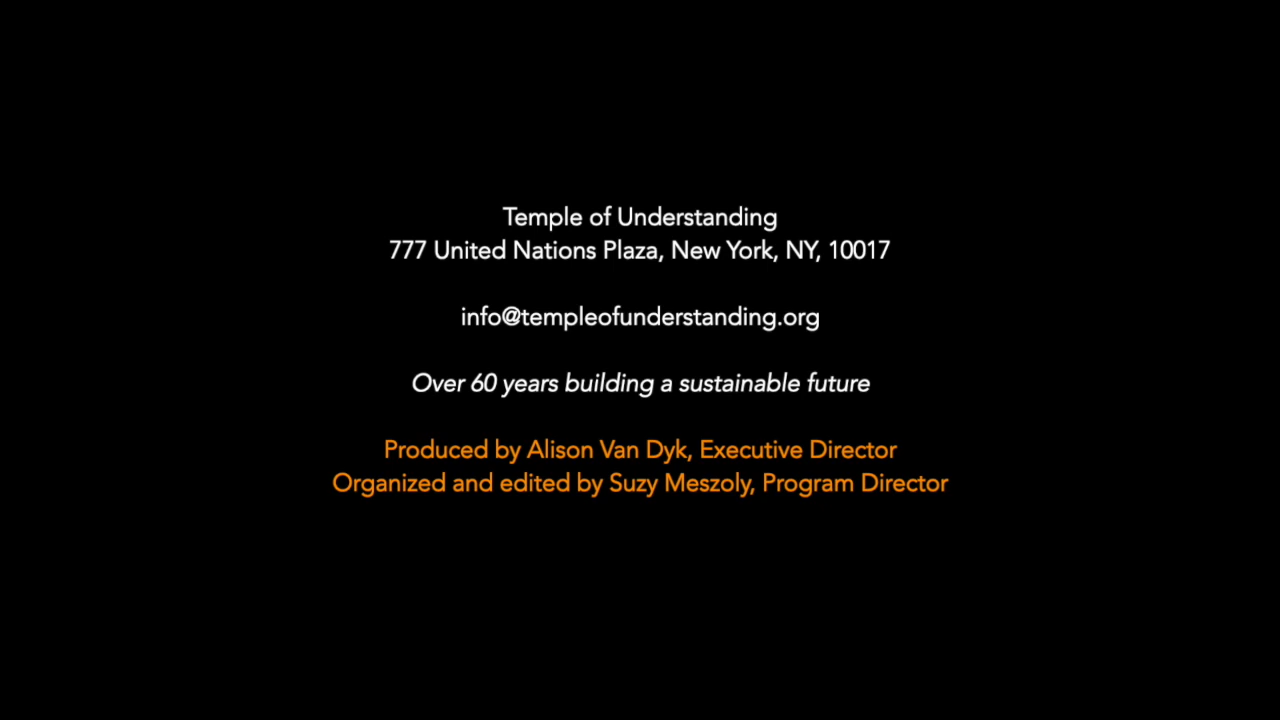 Temple of Understanding
777 United Nations Plaza, New York, NY, 10017
info@templeofunderstanding.org
Over 60 years building a sustainable future
Produced by Alison Van Dyk, Executive Director
Organized and edited by Suzy Meszoly, Program Director